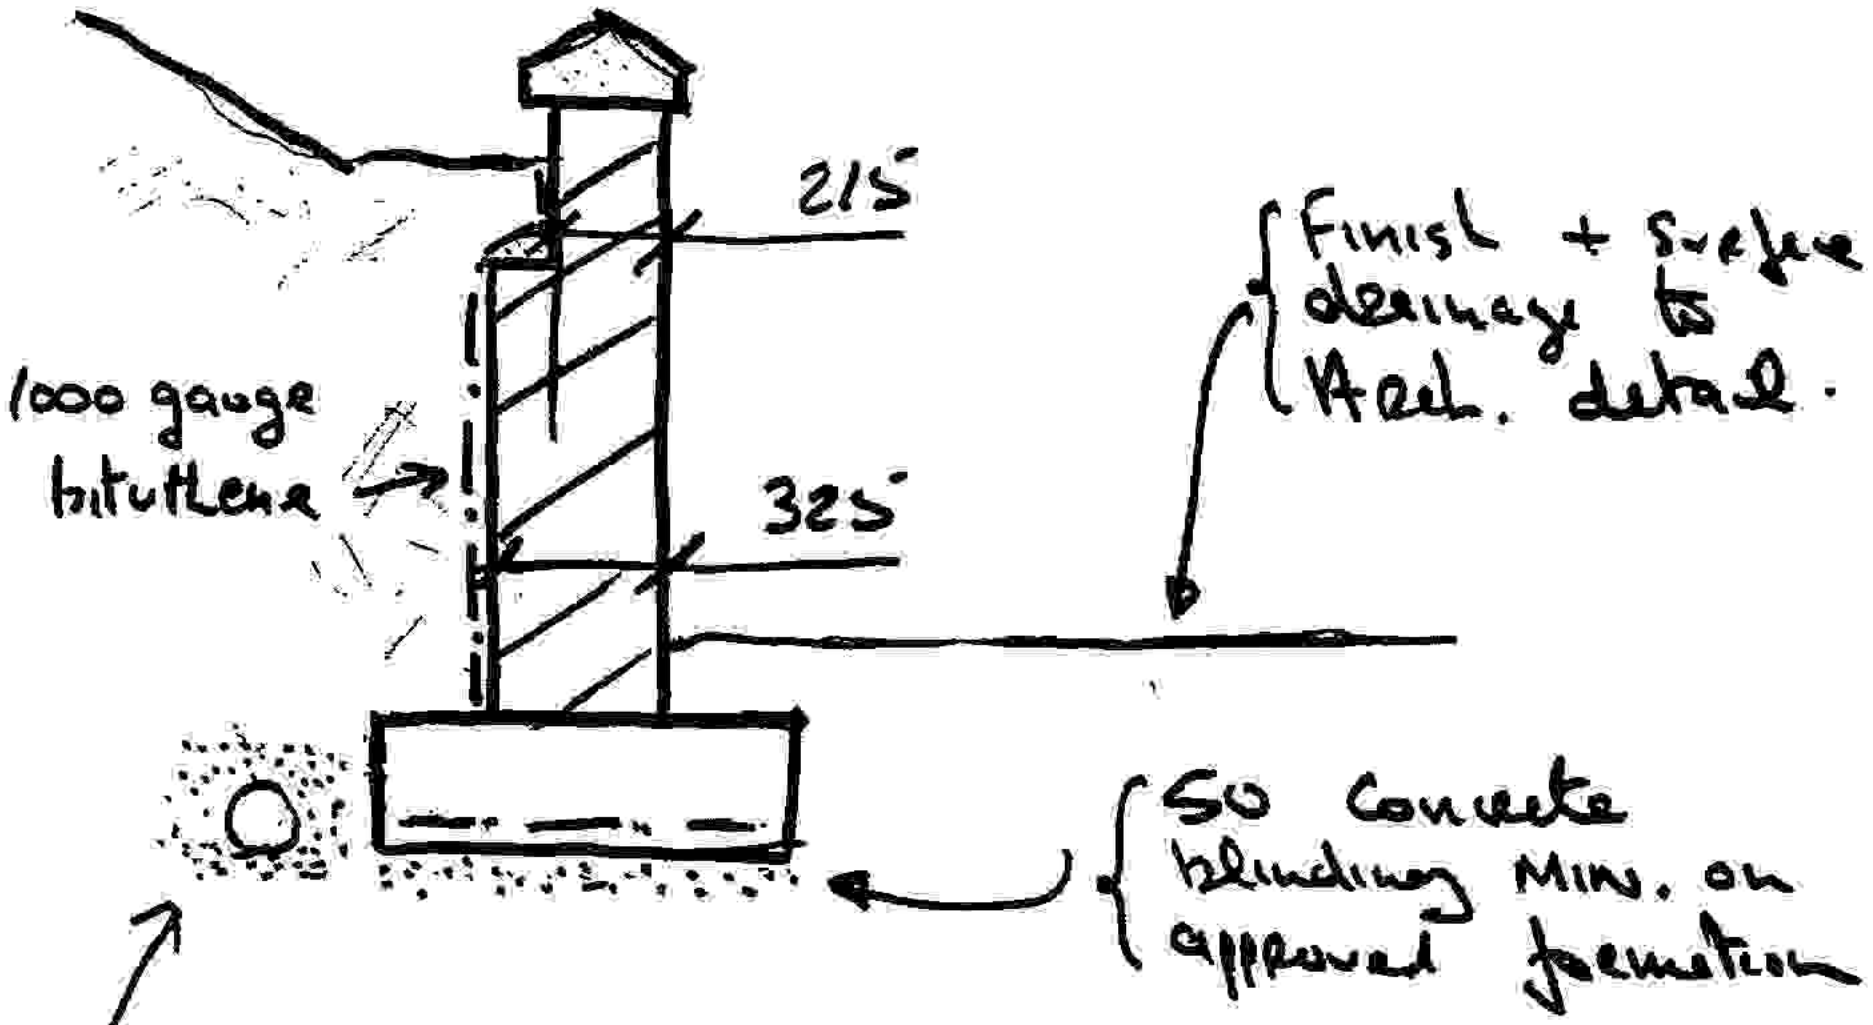 215
Finish + Surface
drainage to
Arch. detail.
1000 gauge
bituthene
325
50 Concrete
blinding MIN. on
approved formation